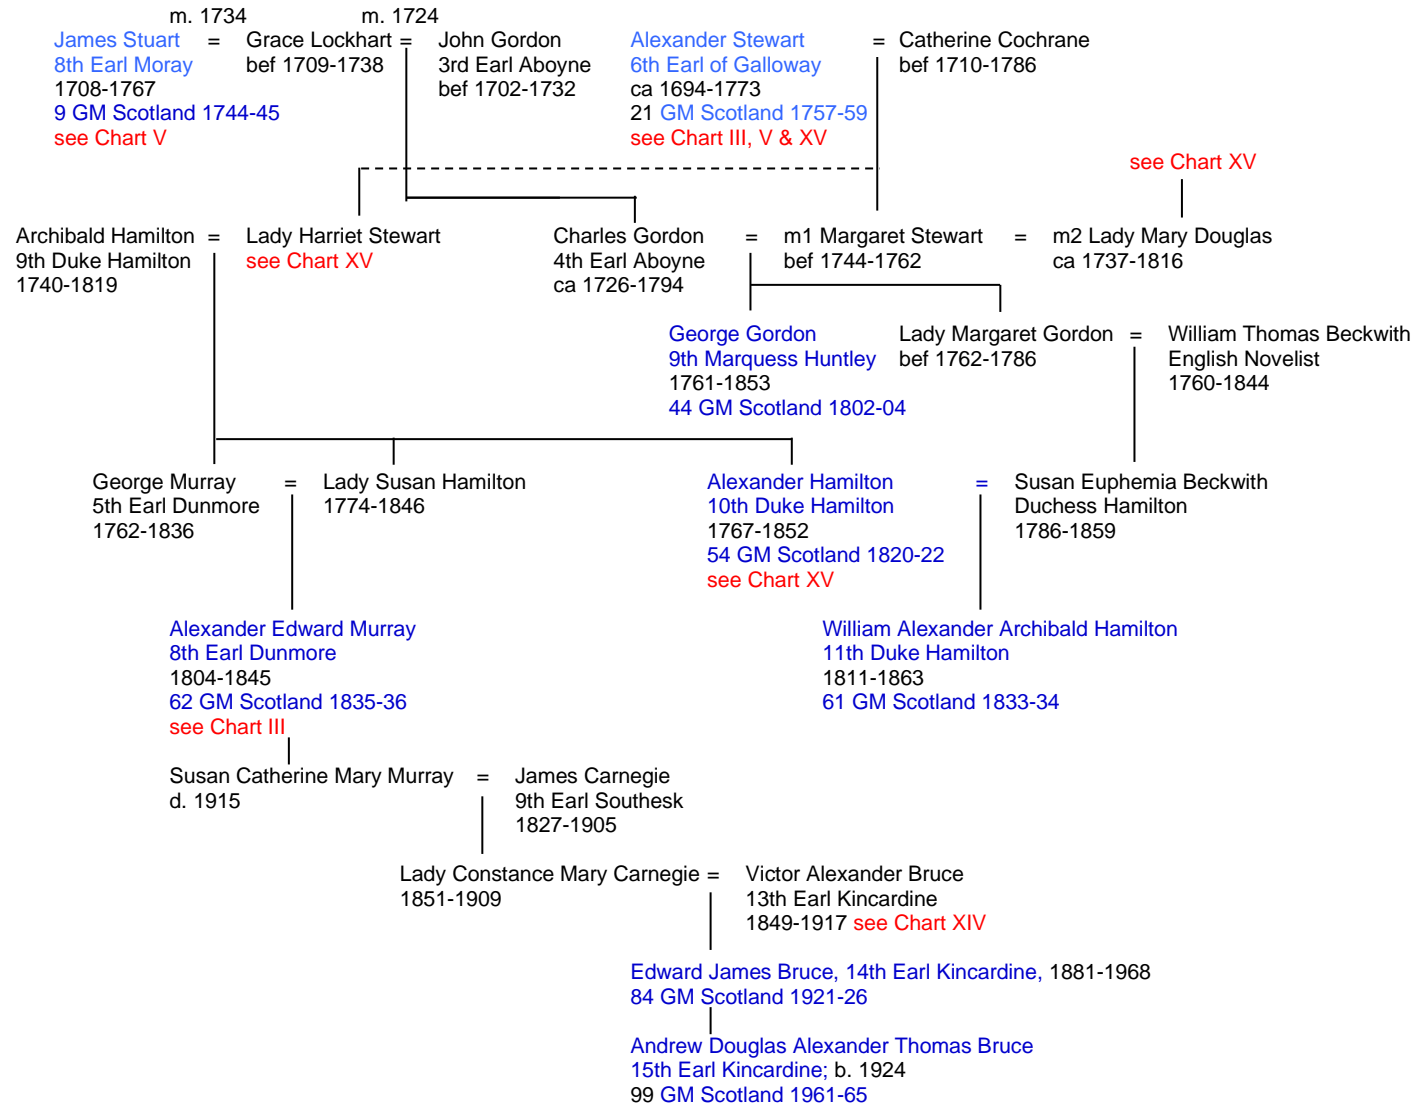 m. 1734
m. 1724
James Stuart = Grace Lockhart = John Gordon
8th Earl Moray bef 1709-1738 3rd Earl Aboyne
1708-1767 bef 1702-1732
9 GM Scotland 1744-45
see Chart V
Alexander Stewart = Catherine Cochrane
6th Earl of Galloway bef 1710-1786
ca 1694-1773
21 GM Scotland 1757-59
see Chart III, V & XV
see Chart XV
Archibald Hamilton = Lady Harriet Stewart
9th Duke Hamilton see Chart XV
1740-1819
Charles Gordon = m1 Margaret Stewart = m2 Lady Mary Douglas
4th Earl Aboyne bef 1744-1762 ca 1737-1816
ca 1726-1794
George Gordon
9th Marquess Huntley
1761-1853
44 GM Scotland 1802-04
Lady Margaret Gordon = William Thomas Beckwith
bef 1762-1786 English Novelist
1760-1844
George Murray = Lady Susan Hamilton
5th Earl Dunmore 1774-1846
1762-1836
Alexander Hamilton = Susan Euphemia Beckwith
10th Duke Hamilton Duchess Hamilton
1767-1852 1786-1859
54 GM Scotland 1820-22
see Chart XV
Alexander Edward Murray
8th Earl Dunmore
1804-1845
62 GM Scotland 1835-36
see Chart III
William Alexander Archibald Hamilton
11th Duke Hamilton
1811-1863
61 GM Scotland 1833-34
Susan Catherine Mary Murray = James Carnegie
d. 1915 9th Earl Southesk
1827-1905
Lady Constance Mary Carnegie = Victor Alexander Bruce
1851-1909 13th Earl Kincardine
1849-1917 see Chart XIV
Edward James Bruce, 14th Earl Kincardine, 1881-1968
84 GM Scotland 1921-26
Andrew Douglas Alexander Thomas Bruce
15th Earl Kincardine; b. 1924
99 GM Scotland 1961-65